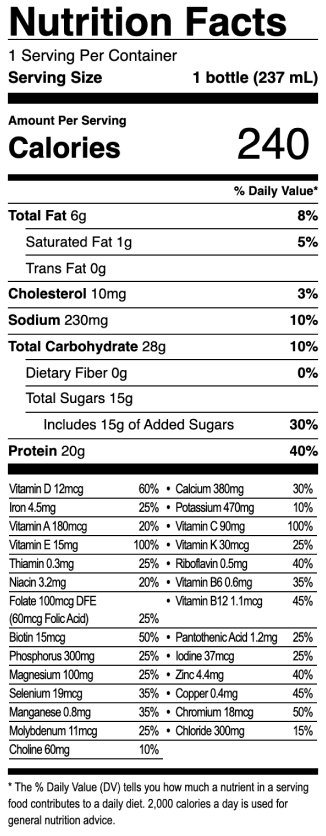 Nutrition Facts
1 Serving Per Container
Serving Size 1 bottle (237 mL)
Amount Per Serving
Calories 240
% Daily Value*
Total Fat 6g 8%
Saturated Fat 1g 5%
Trans Fat 0g
Cholesterol 10mg 3%
Sodium 230mg 10%
Total Carbohydrate 28g 10%
Dietary Fiber 0g 0%
Total Sugars 15g
Includes 15g of Added Sugars 30%
Protein 20g 40%
Vitamin D 12mcg 60% • Calcium 380mg 30%
Iron 4.5mg 25% • Potassium 470mg 10%
Vitamin A 180mcg 20% • Vitamin C 90mg 100%
Vitamin E 15mg 100% • Vitamin K 30mcg 25%
Thiamin 0.3mg 25% • Riboflavin 0.5mg 40%
Niacin 3.2mg 20% • Vitamin B6 0.6mg 35%
Folate 100mcg DFE • Vitamin B12 1.1mcg 45%
(60mcg Folic Acid) 25%
Biotin 15mcg 50% • Pantothenic Acid 1.2mg 25%
Phosphorus 300mg 25% • Iodine 37mcg 25%
Magnesium 100mg 25% • Zinc 4.4mg 40%
Selenium 19mcg 35% • Copper 0.4mg 45%
Manganese 0.8mg 35% • Chromium 18mcg 50%
Molybdenum 11mcg 25% • Chloride 300mg 15%
Choline 60mg 10%
* The % Daily Value (DV) tells you how much a nutrient in a serving
food contributes to a daily diet. 2,000 calories a day is used for
general nutrition advice.